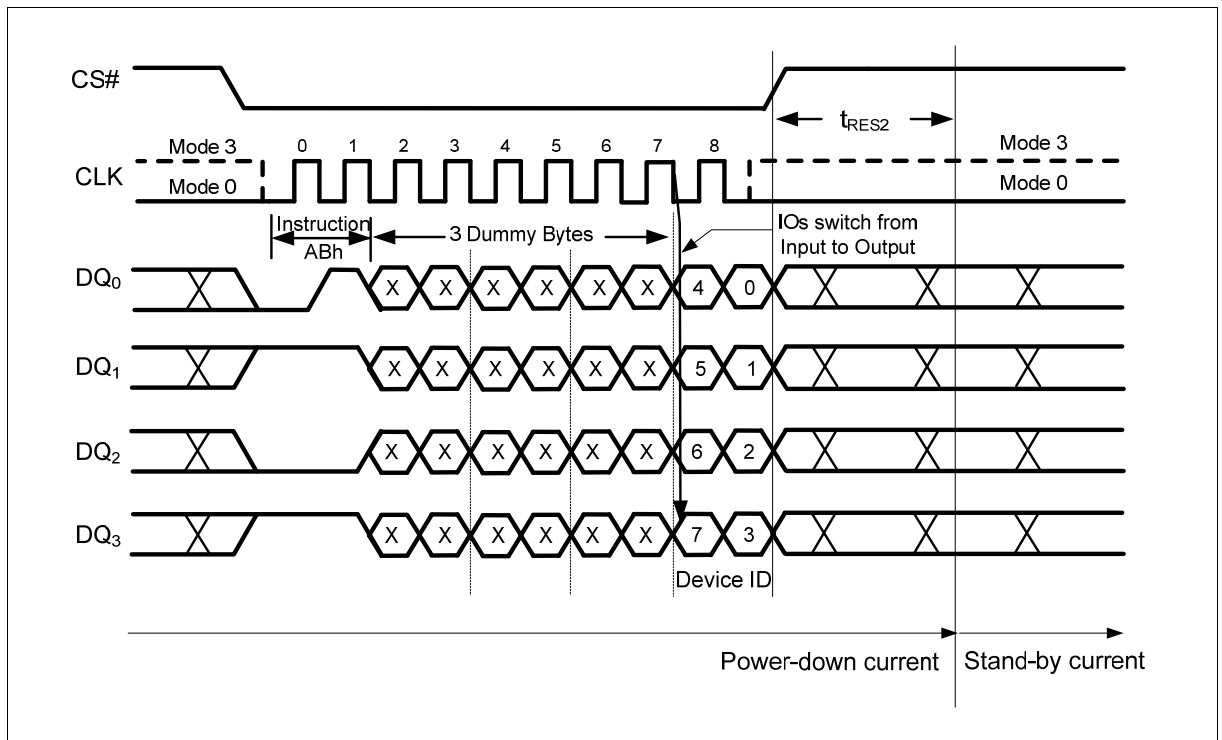 CS#
tRES2
0 1 2 3 4 5 6 7 8
Mode 3
Mode 3
CLK
Mode 0
Mode 0
Instruction
ABh
3 Dummy Bytes
IOs switch from
Input to Output
DQ0
X X X X X X 4 0
DQ1
X X X X X X 5 1
DQ2
X X X X X X 6 2
DQ3
X X X X X X 7 3
Device ID
Power-down current
Stand-by current